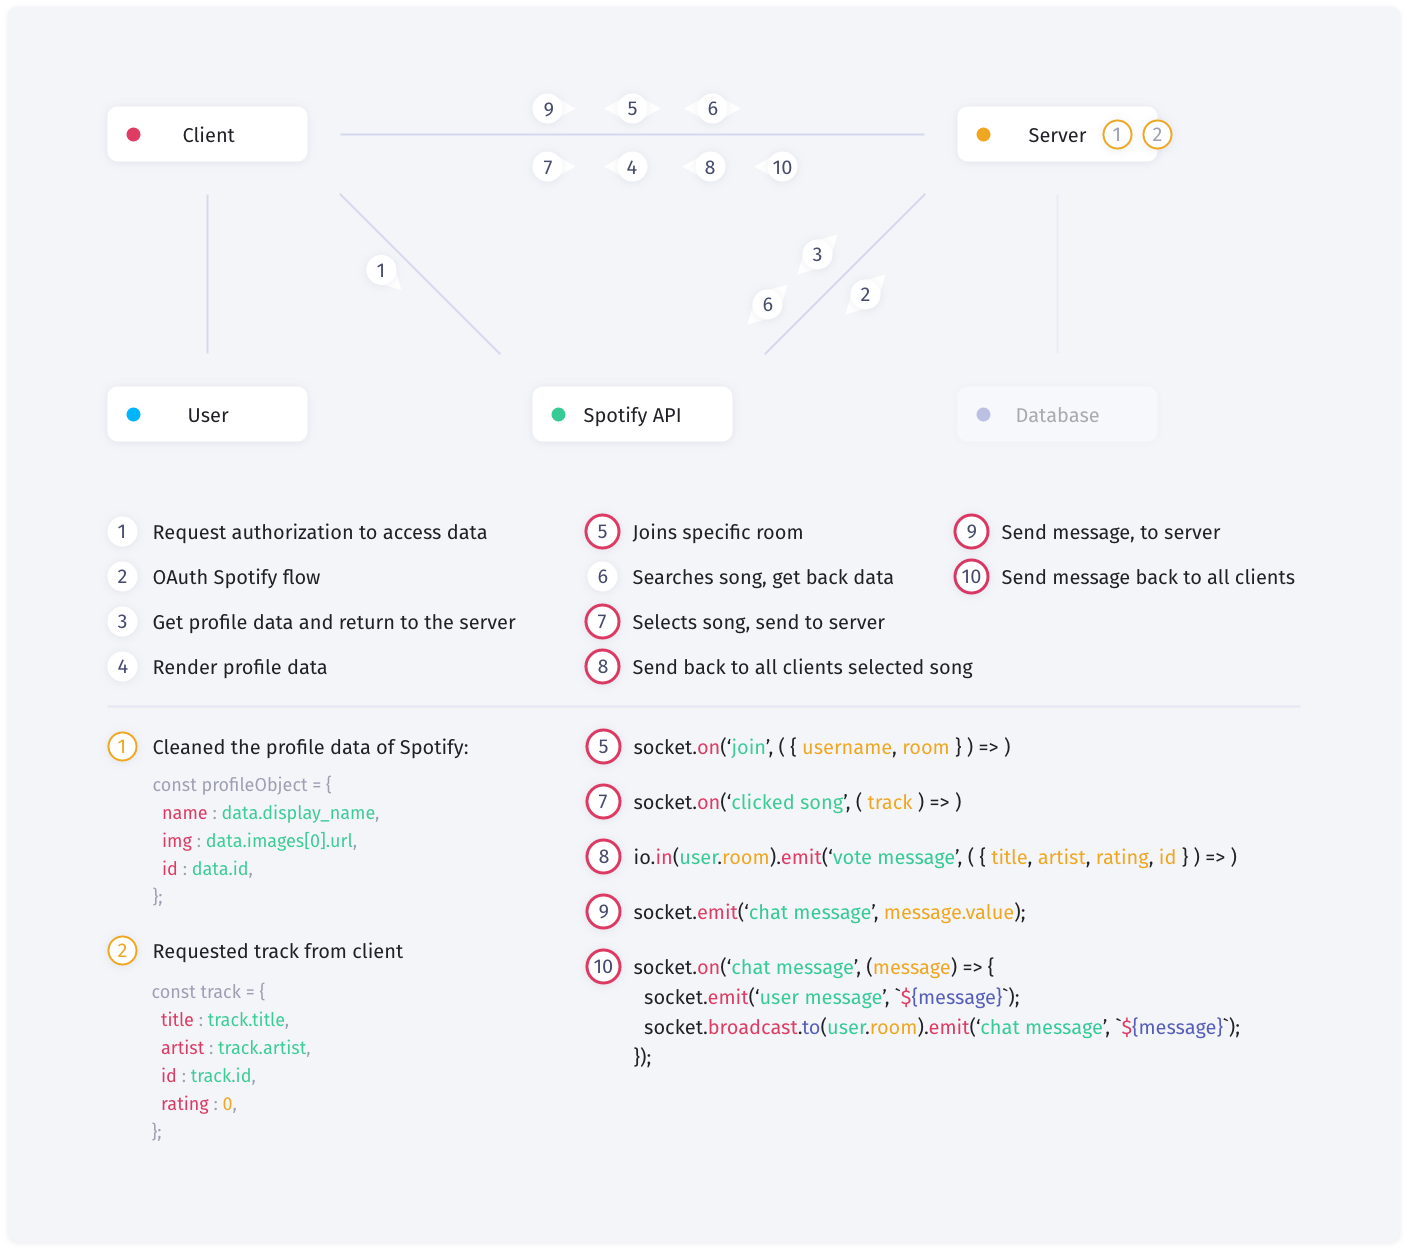 9 5 6
Client
Server 1 2
7 4 8 10
3
1
2
6
User
Spotify API
Database
1 Request authorization to access data
2 OAuth Spotify flow
3 Get profile data and return to the server
4 Render profile data
5 Joins specific room
6 Searches song, get back data
7 Selects song, send to server
8 Send back to all clients selected song
9 Send message, to server
10 Send message back to all clients
1 Cleaned the profile data of Spotify:
const profileObject = {
name : data.display_name,
img : data.images[0].url,
id : data.id,
};
2 Requested track from client
const track = {
title : track.title,
artist : track.artist,
id : track.id,
rating : 0,
};
5 socket.on(‘join’, ( { username, room } ) => )
7 socket.on(‘clicked song’, ( track ) => )
8 io.in(user.room).emit(‘vote message’, ( { title, artist, rating, id } ) => )
9 socket.emit(‘chat message’, message.value);
10 socket.on(‘chat message’, (message) => {
socket.emit(‘user message’, `${message}`);
socket.broadcast.to(user.room).emit(‘chat message’, `${message}`);
});